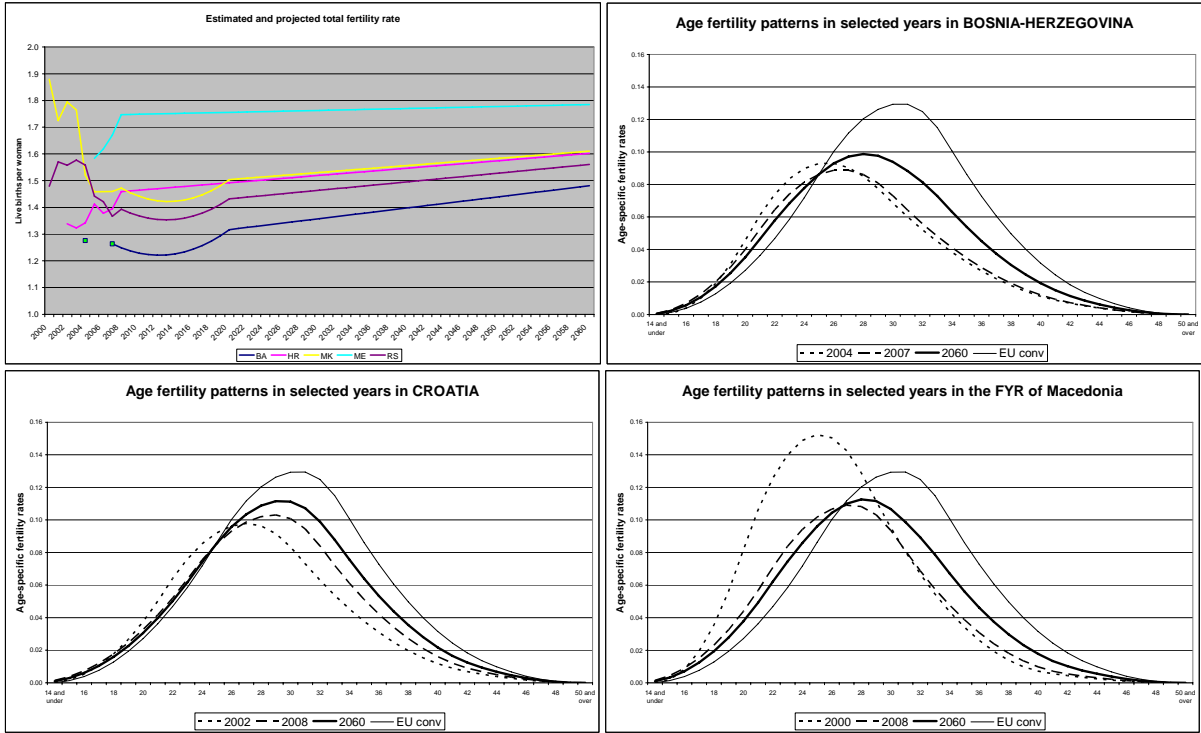 Estimated and projected total fertility rate
Live births per woman
2.0
1.9
1.8
1.7
1.6
1.5
1.4
1.3
1.2
1.1
1.0
2000 2002 2004 2006 2008 2010 2012 2014 2016 2018 2020 2022 2024 2026 2028 2030 2032 2034 2036 2038 2040 2042 2044 2046 2048 2050 2052 2054 2056 2058 2060
BA HR MK ME RS
Age fertility patterns in selected years in BOSNIA-HERZEGOVINA
Age-specific fertility rates
0.16
0.14
0.12
0.10
0.08
0.06
0.04
0.02
0.00
14 and under 16 18 20 22 24 26 28 30 32 34 36 38 40 42 44 46 48 50 and over
2004 2007 2060 EU conv
Age fertility patterns in selected years in CROATIA
Age-specific fertility rates
0.16
0.14
0.12
0.10
0.08
0.06
0.04
0.02
0.00
14 and under 16 18 20 22 24 26 28 30 32 34 36 38 40 42 44 46 48 50 and over
2002 2008 2060 EU conv
Age fertility patterns in selected years in the FYR of Macedonia
Age-specific fertility rates
0.16
0.14
0.12
0.10
0.08
0.06
0.04
0.02
0.00
14 and under 16 18 20 22 24 26 28 30 32 34 36 38 40 42 44 46 48 50 and over
2000 2008 2060 EU conv